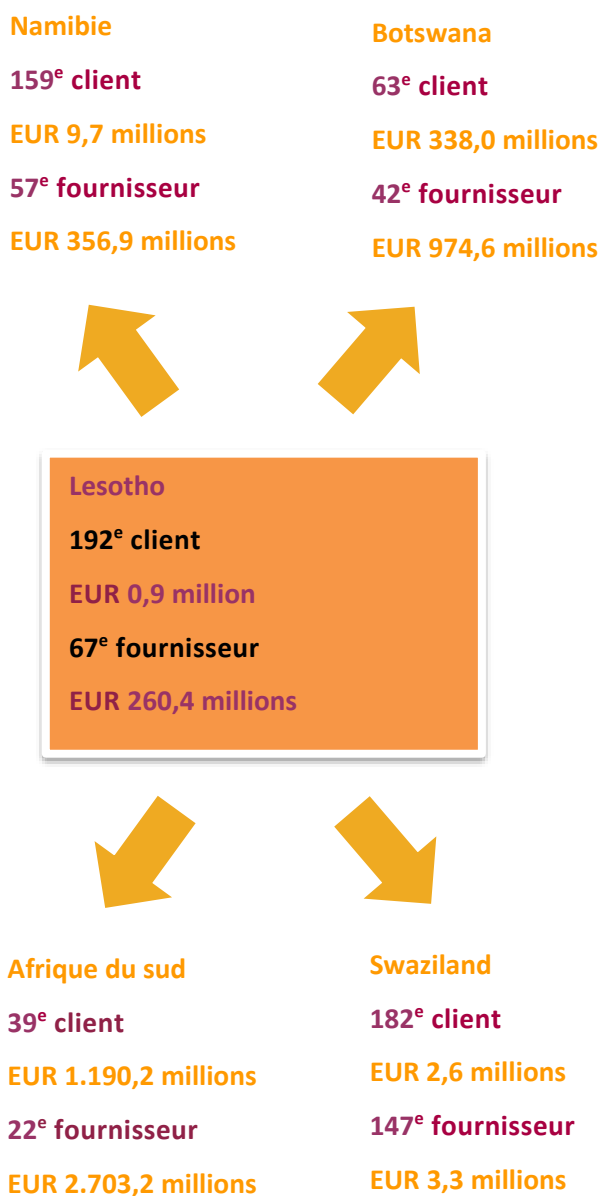 Namibie
159e client
EUR 9,7 millions
57e fournisseur
EUR 356,9 millions
Botswana
63e client
EUR 338,0 millions
42e fournisseur
EUR 974,6 millions
Lesotho
192e client
EUR 0,9 million
67e fournisseur
EUR 260,4 millions
Afrique du sud
39e client
EUR 1.190,2 millions
22e fournisseur
EUR 2.703,2 millions
Swaziland
182e client
EUR 2,6 millions
147e fournisseur
EUR 3,3 millions